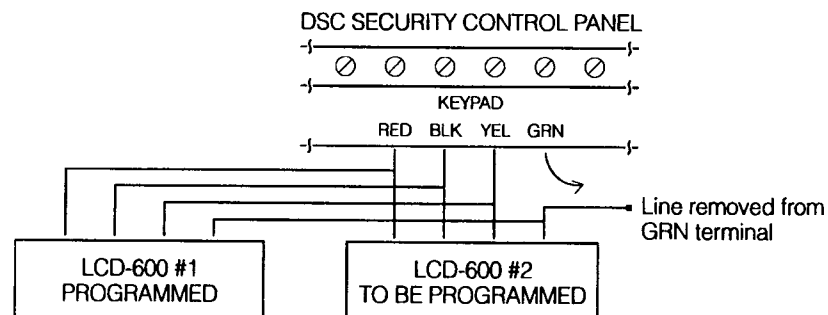 DSC SECURITY CONTROL PANEL
KEYPAD
RED BLK YEL GRN
Line removed from
GRN terminal
LCD-600 #1
PROGRAMMED
LCD-600 #2
TO BE PROGRAMMED